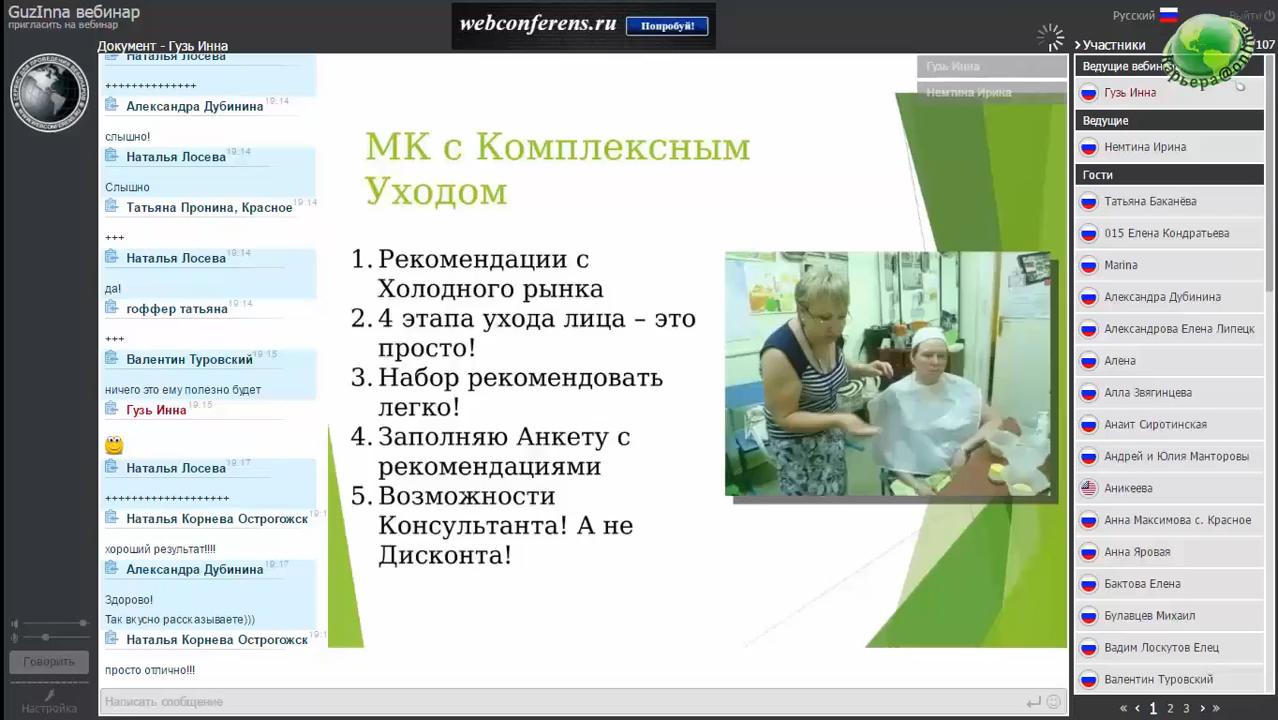 GuzInna вебинар
пригласить на вебинар
webconferens.ru
Попробуй!
Русский
Выйти
Документ - Гузь Инна
Участники
107
Наталья Лосева
++++++++++++++
Александра Дубинина 19:14
слышно!
Наталья Лосева 19:14
Слышно
Татьяна Пронина, Красное 19:14
+++
Наталья Лосева 19:14
да!
гоффер татьяна 19:14
+++
Валентин Туровский 19:15
ничего это ему полезно будет
Гузь Инна 19:15
Наталья Лосева 19:17
+++++++++++++++++++
Наталья Корнева Острогожск
хороший результат!!!!
Александра Дубинина 19:17
Здорово!
Так вкусно рассказываете)))
Наталья Корнева Острогожск
просто отлично!!!
Написать сообщение
Говорить
Настройка
Гузь Инна
Немтина Ирика
МК с Комплексным
Уходом
1. Рекомендации с
Холодного рынка
2. 4 этапа ухода лица – это
просто!
3. Набор рекомендовать
легко!
4. Заполняю Анкету с
рекомендациями
5. Возможности
Консультанта! А не
Дисконта!
Ведущие
Гузь Инна
Ведущие
Немтина Ирина
Гости
Татьяна Баканёва
015 Елена Кондратьева
Marina
Александра Дубинина
Александрова Елена Липецк
Алена
Алла Звягинцева
Анаит Сиротинская
Андрей и Юлия Манторовы
Аникеева
Анна Максимова с. Красное
Анна Яровая
Бактова Елена
Булавцев Михаил
Вадим Лоскутов Елец
Валентин Туровский
« ‹ 1 2 3 › »